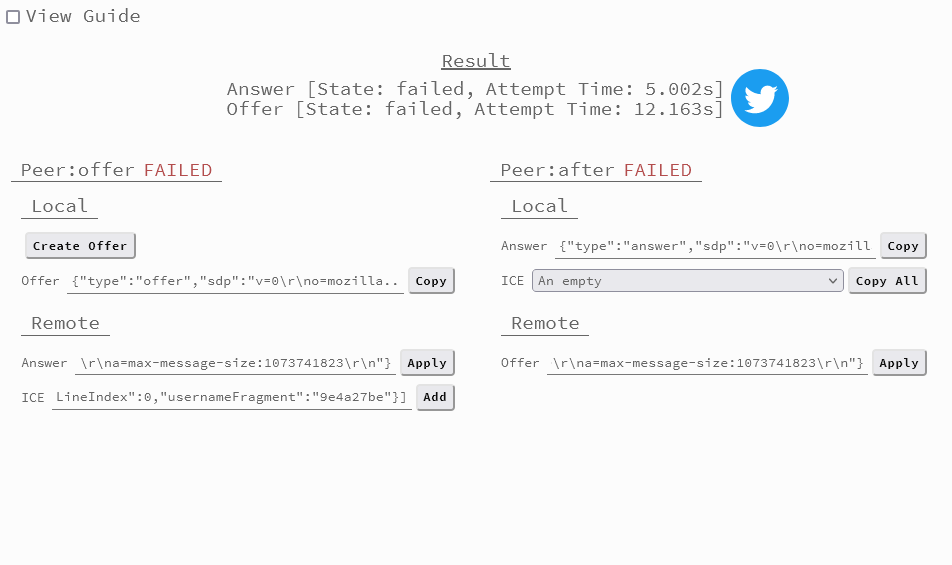 View Guide
Result
Answer [State: failed, Attempt Time: 5.002s]
Offer [State: failed, Attempt Time: 12.163s]
Peer:offer FAILED
Local
Create Offer
Offer {"type":"offer","sdp":"v=0\r\no=mozilla.. Copy
Remote
Answer \r\na=max-message-size:1073741823\r\n"} Apply
ICE LineIndex":0,"usernameFragment":"9e4a27be"}] Add
Peer:after FAILED
Local
Answer {"type":"answer","sdp":"v=0\r\no=mozill Copy
ICE An empty Copy All
Remote
Offer \r\na=max-message-size:1073741823\r\n"} Apply